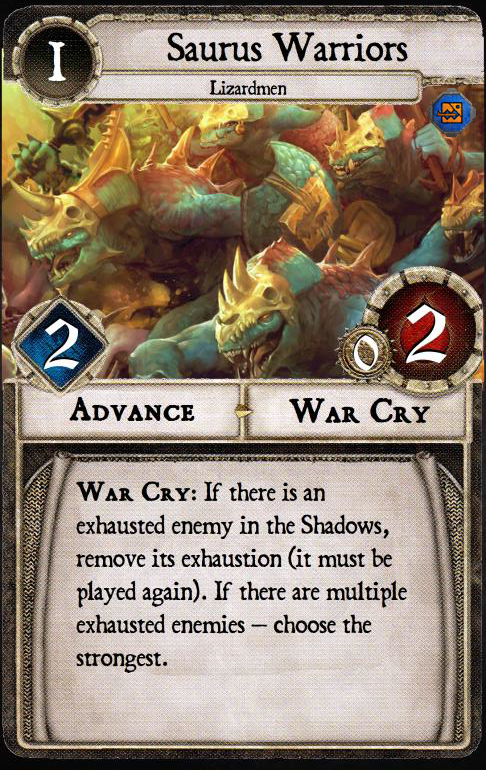 1
Saurus Warriors
Lizardmen
2
0
2
Advance
War Cry
War Cry: If there is an
exhausted enemy in the Shadows,
remove its exhaustion (it must be
played again). If there are multiple
exhausted enemies – choose the
strongest.